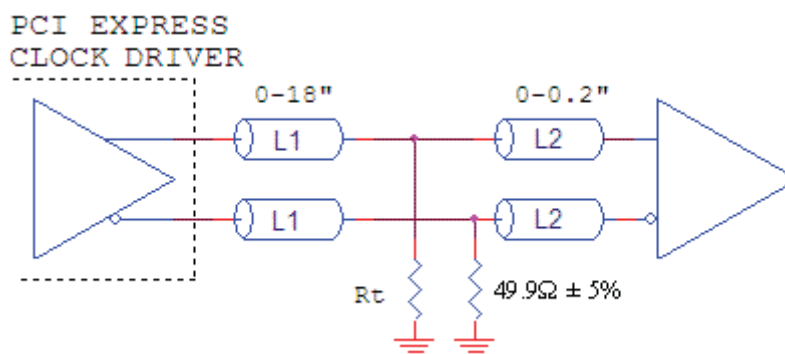 PCI EXPRESS
CLOCK DRIVER
0-18"
0-0.2"
L1
L2
L1
L2
Rt
49.9Ω ± 5%